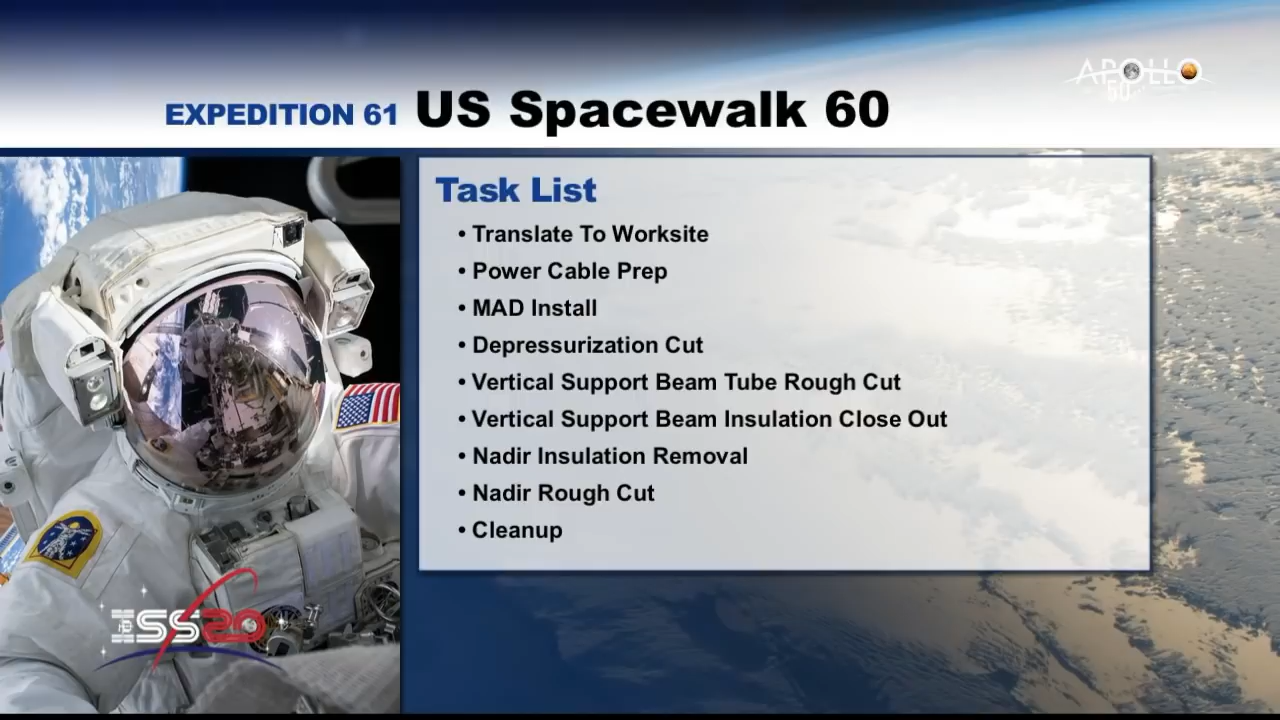 APOLLO
50
EXPEDITION 61 US Spacewalk 60
Task List
• Translate To Worksite
• Power Cable Prep
• MAD Install
• Depressurization Cut
• Vertical Support Beam Tube Rough Cut
• Vertical Support Beam Insulation Close Out
• Nadir Insulation Removal
• Nadir Rough Cut
• Cleanup
ISS20